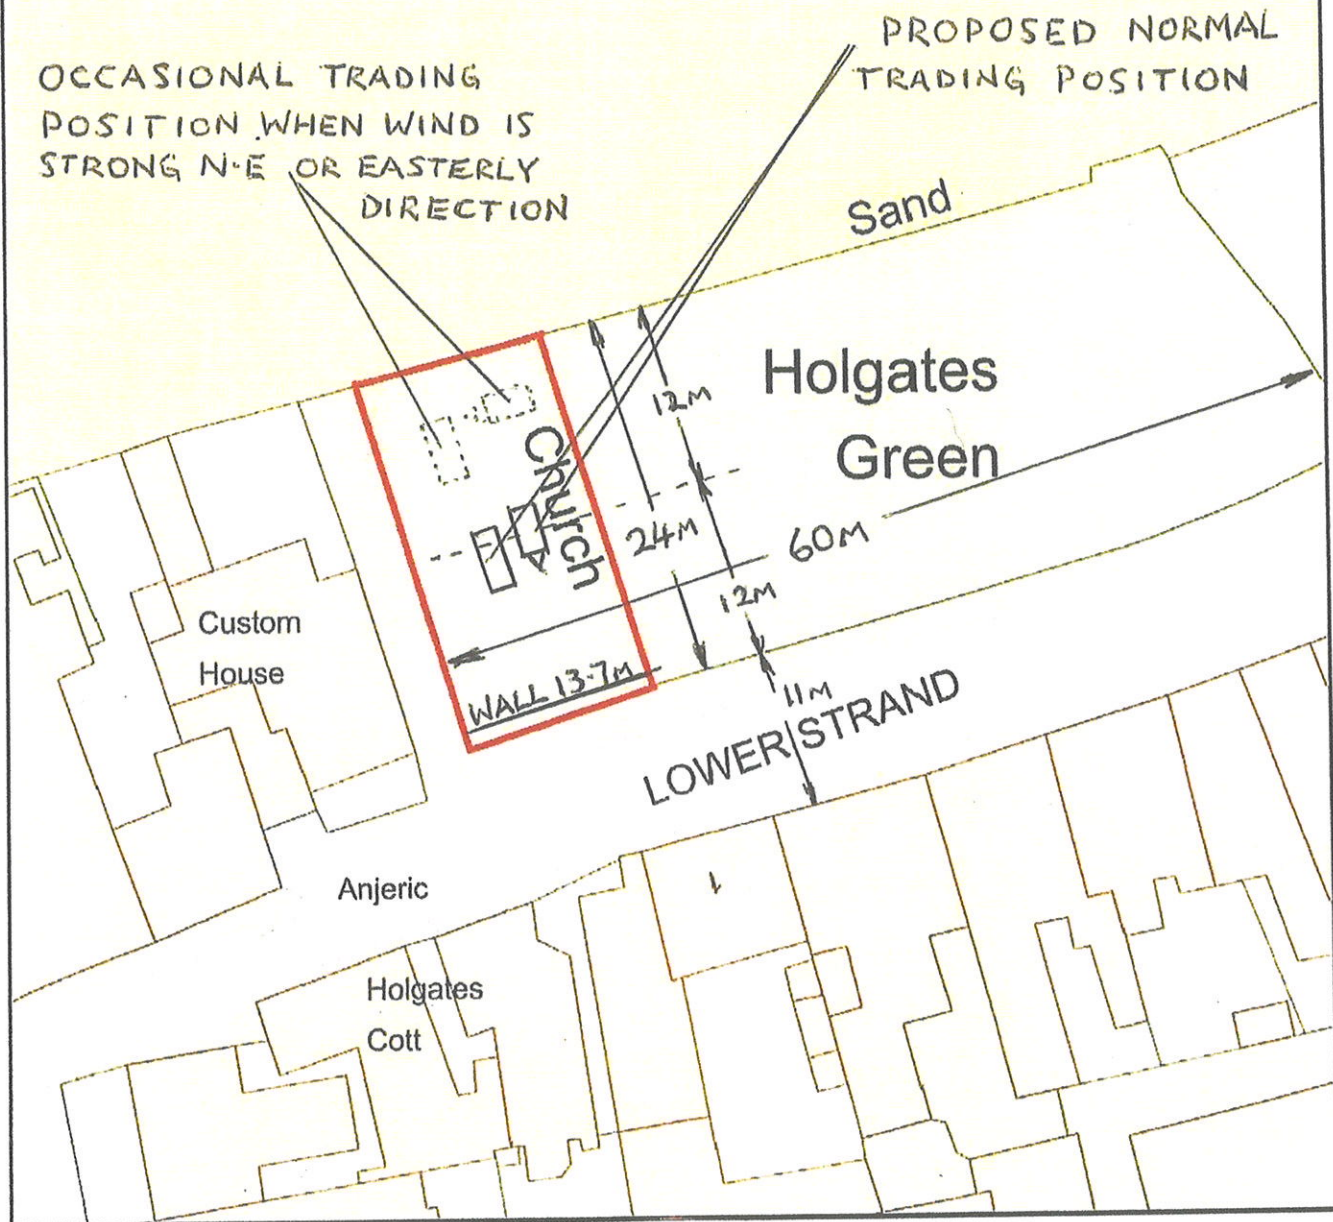 PROPOSED NORMAL
TRADING POSITION
OCCASIONAL TRADING
POSITION WHEN WIND IS
STRONG N-E OR EASTERLY
DIRECTION
Sand
Holgates
Green
12M
Church
24M
60M
12M
Custom
House
WALL 13.7M
11M
LOWER STRAND
Anjeric
1
Holgates
Cott